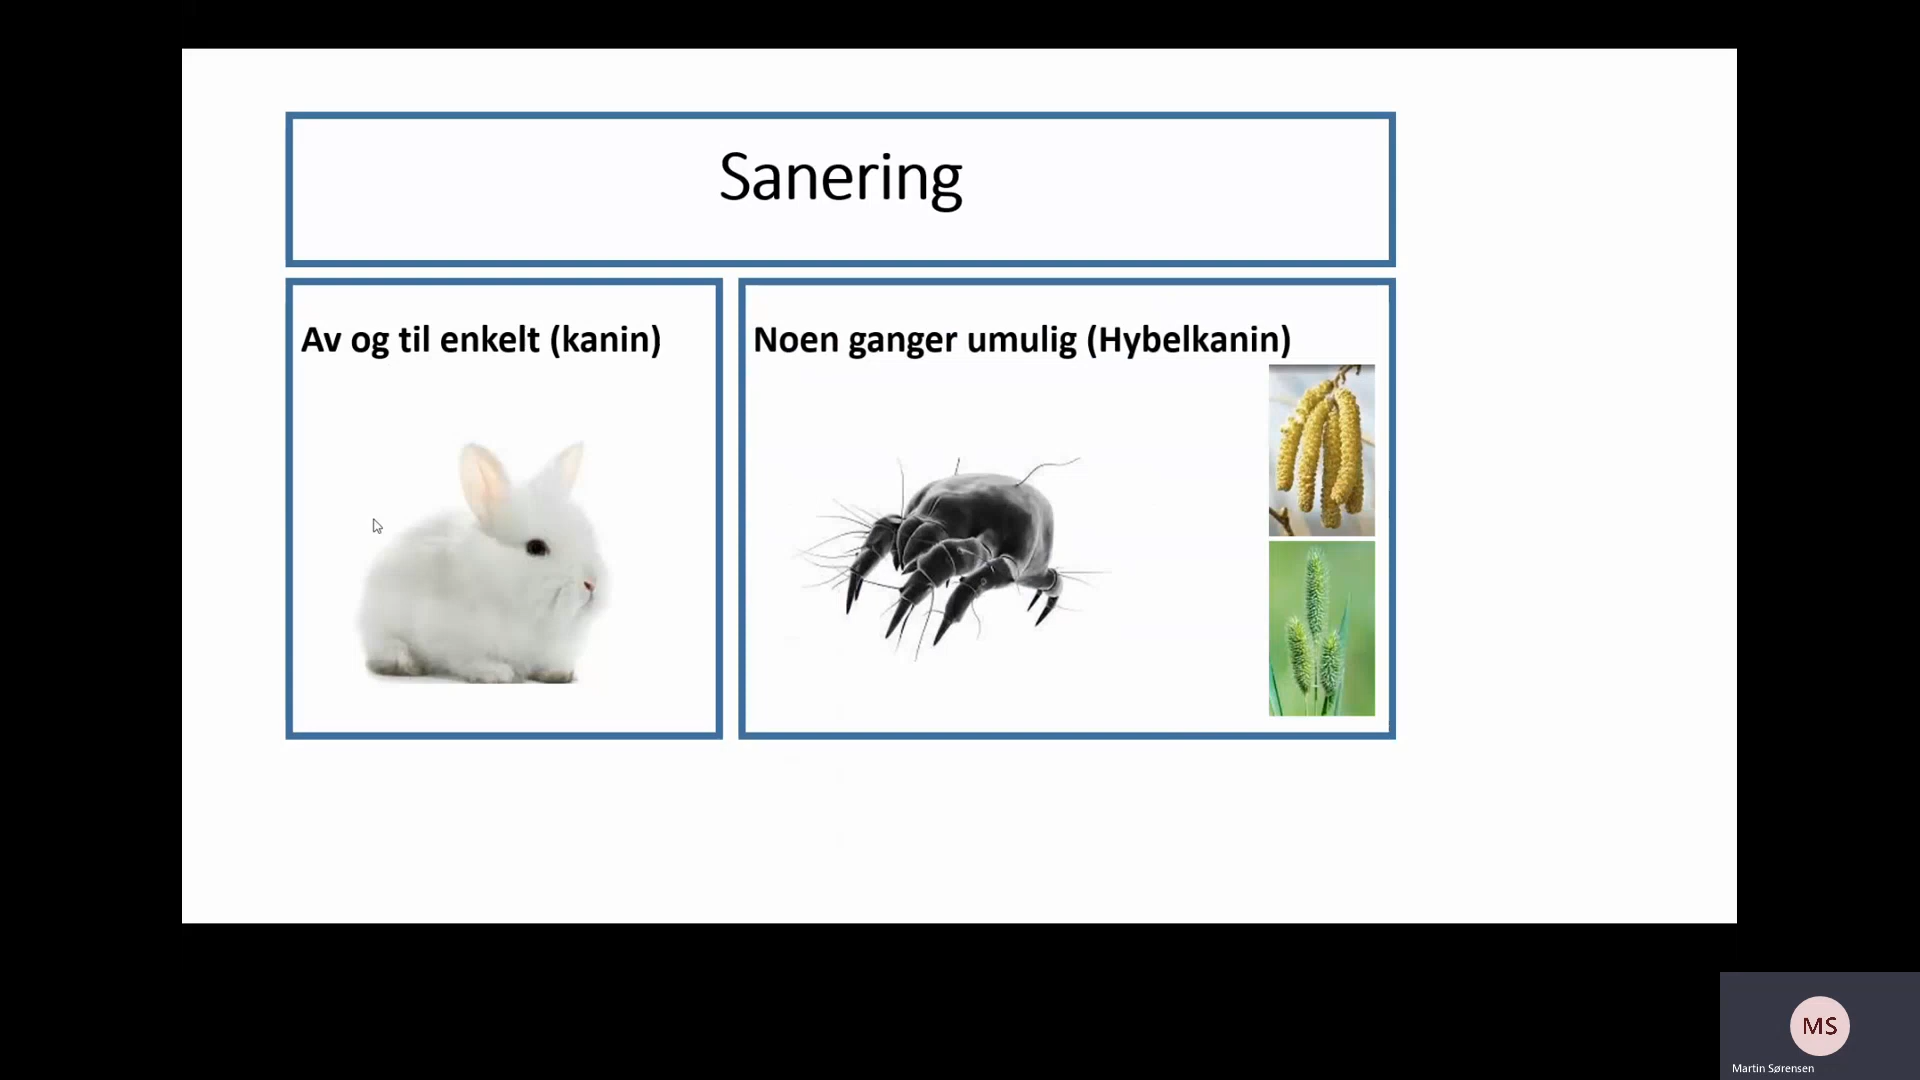 Sanering
Av og til enkelt (kanin)
Noen ganger umulig (Hybelkanin)
MS
Martin Sørensen